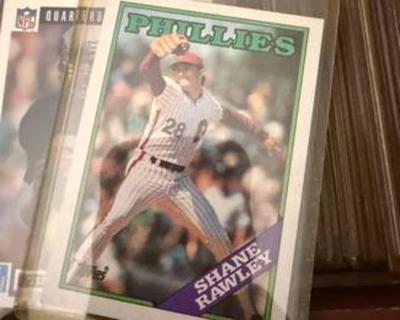 NFL QUARTERB
PHILLIES
28 P
SHANE
RAWLEY